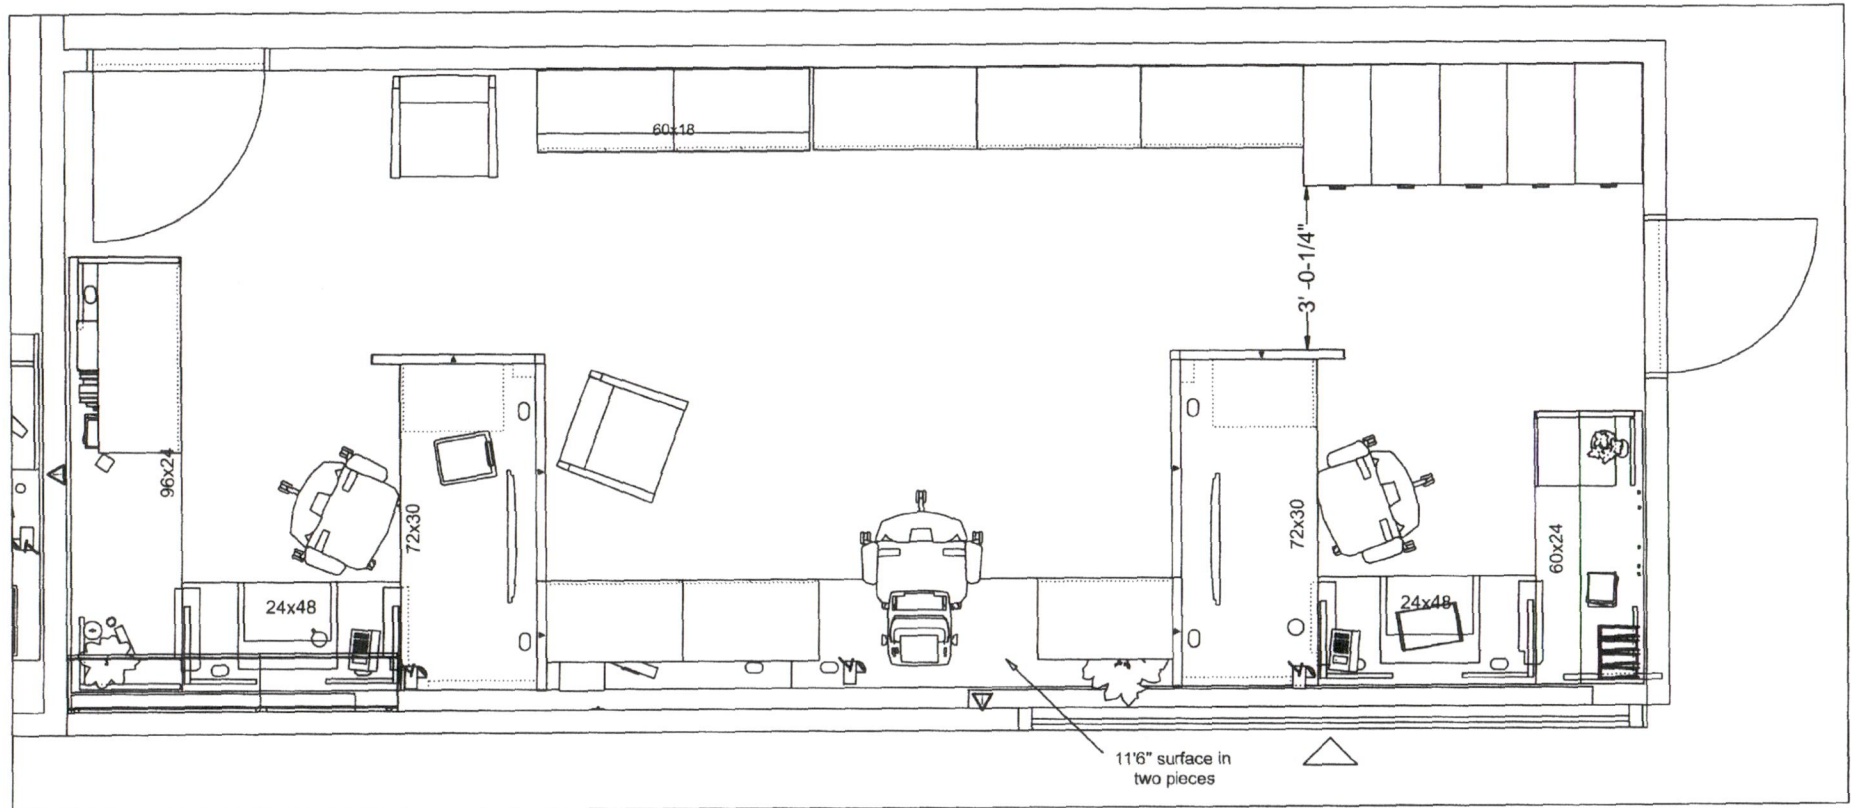 60x18
3' -0-1/4"
96x24
72x30
72x30
60x24
24x48
24x48
11'6" surface in
two pieces